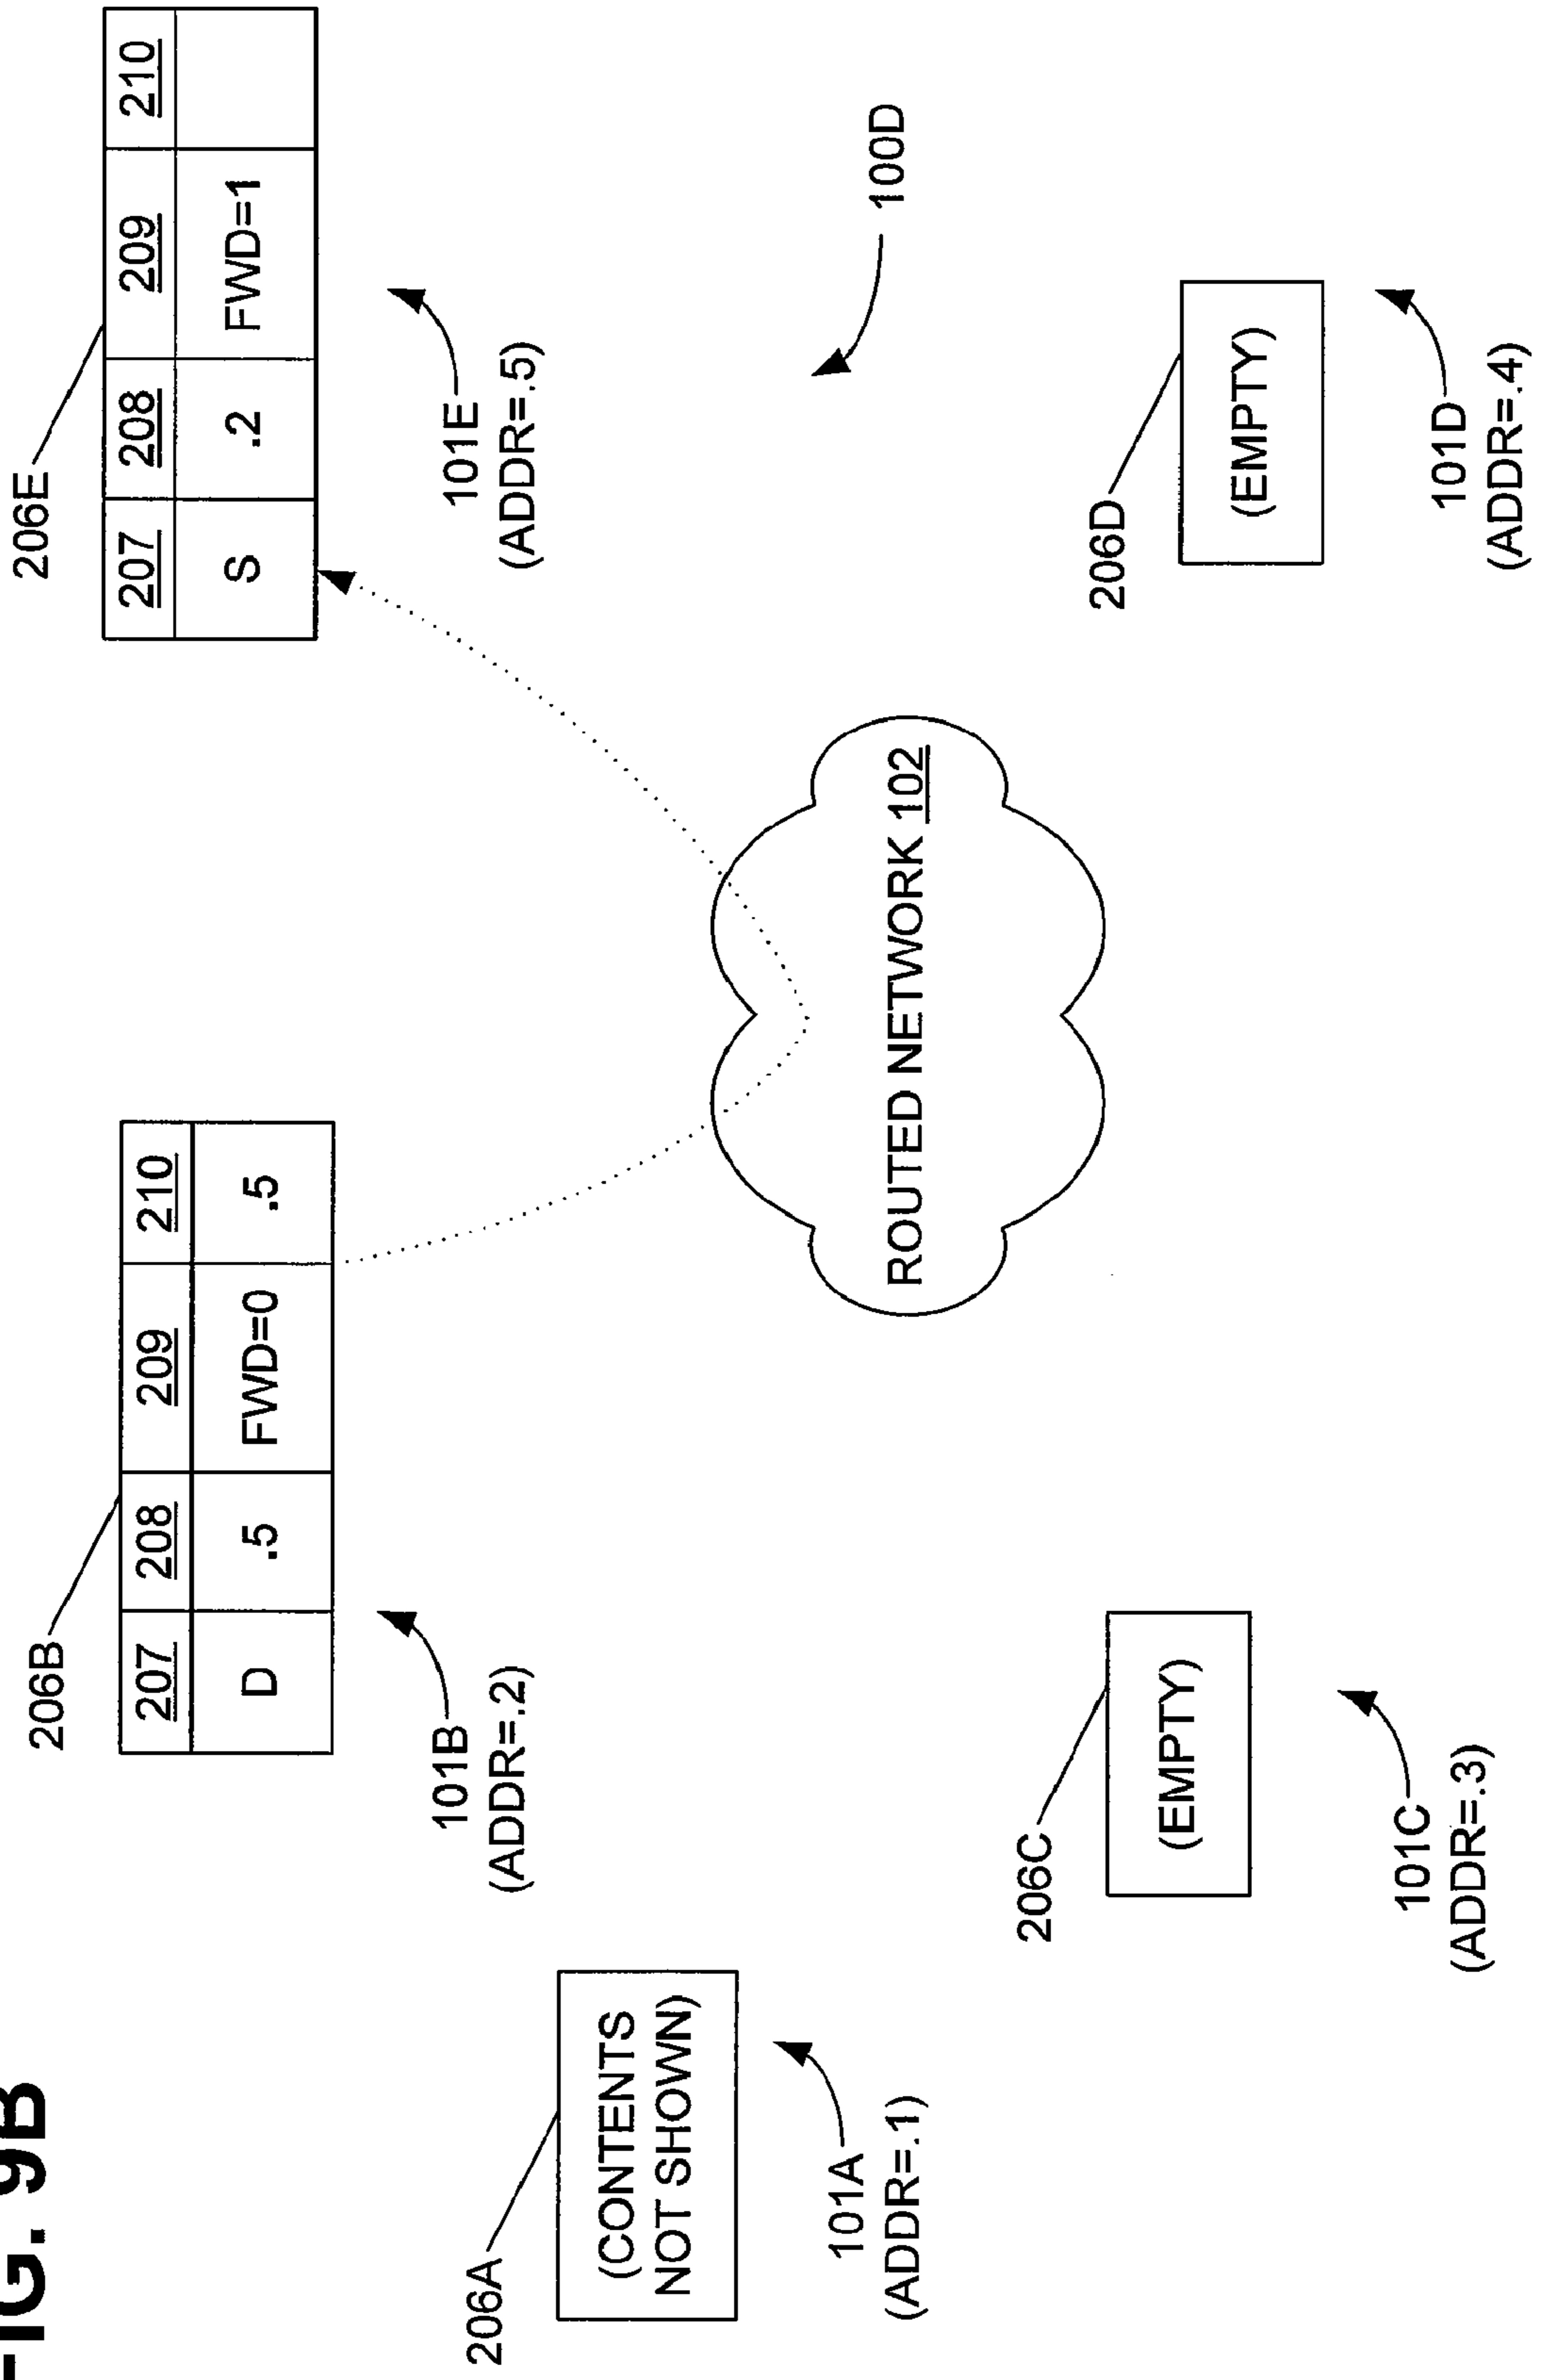 FIG. 9B
206B
207 208 209 210
D .5 FWD=0 .5
101B
(ADDR=.2)
206E
207 208 209 210
S .2 FWD=1
101E
(ADDR=.5)
206A
(CONTENTS
NOT SHOWN)
101A
(ADDR=.1)
ROUTED NETWORK 102
100D
206C
(EMPTY)
101C
(ADDR=.3)
206D
(EMPTY)
101D
(ADDR=.4)